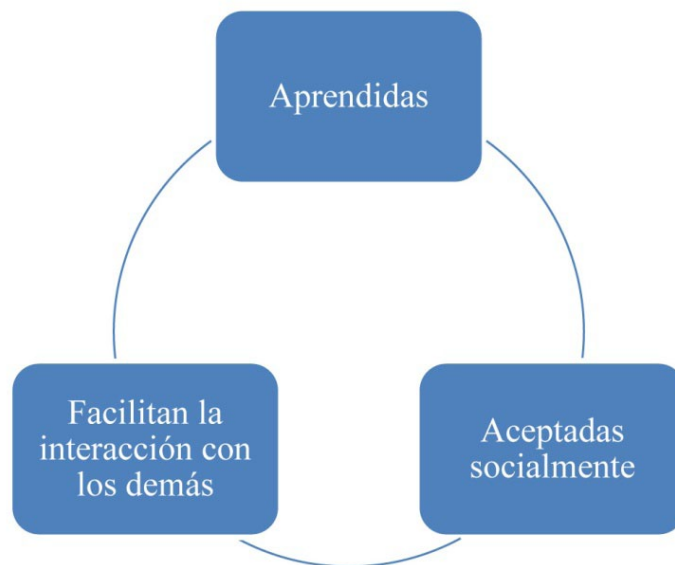 Aprendidas
Facilitan la
interacción con
los demás
Aceptadas
socialmente